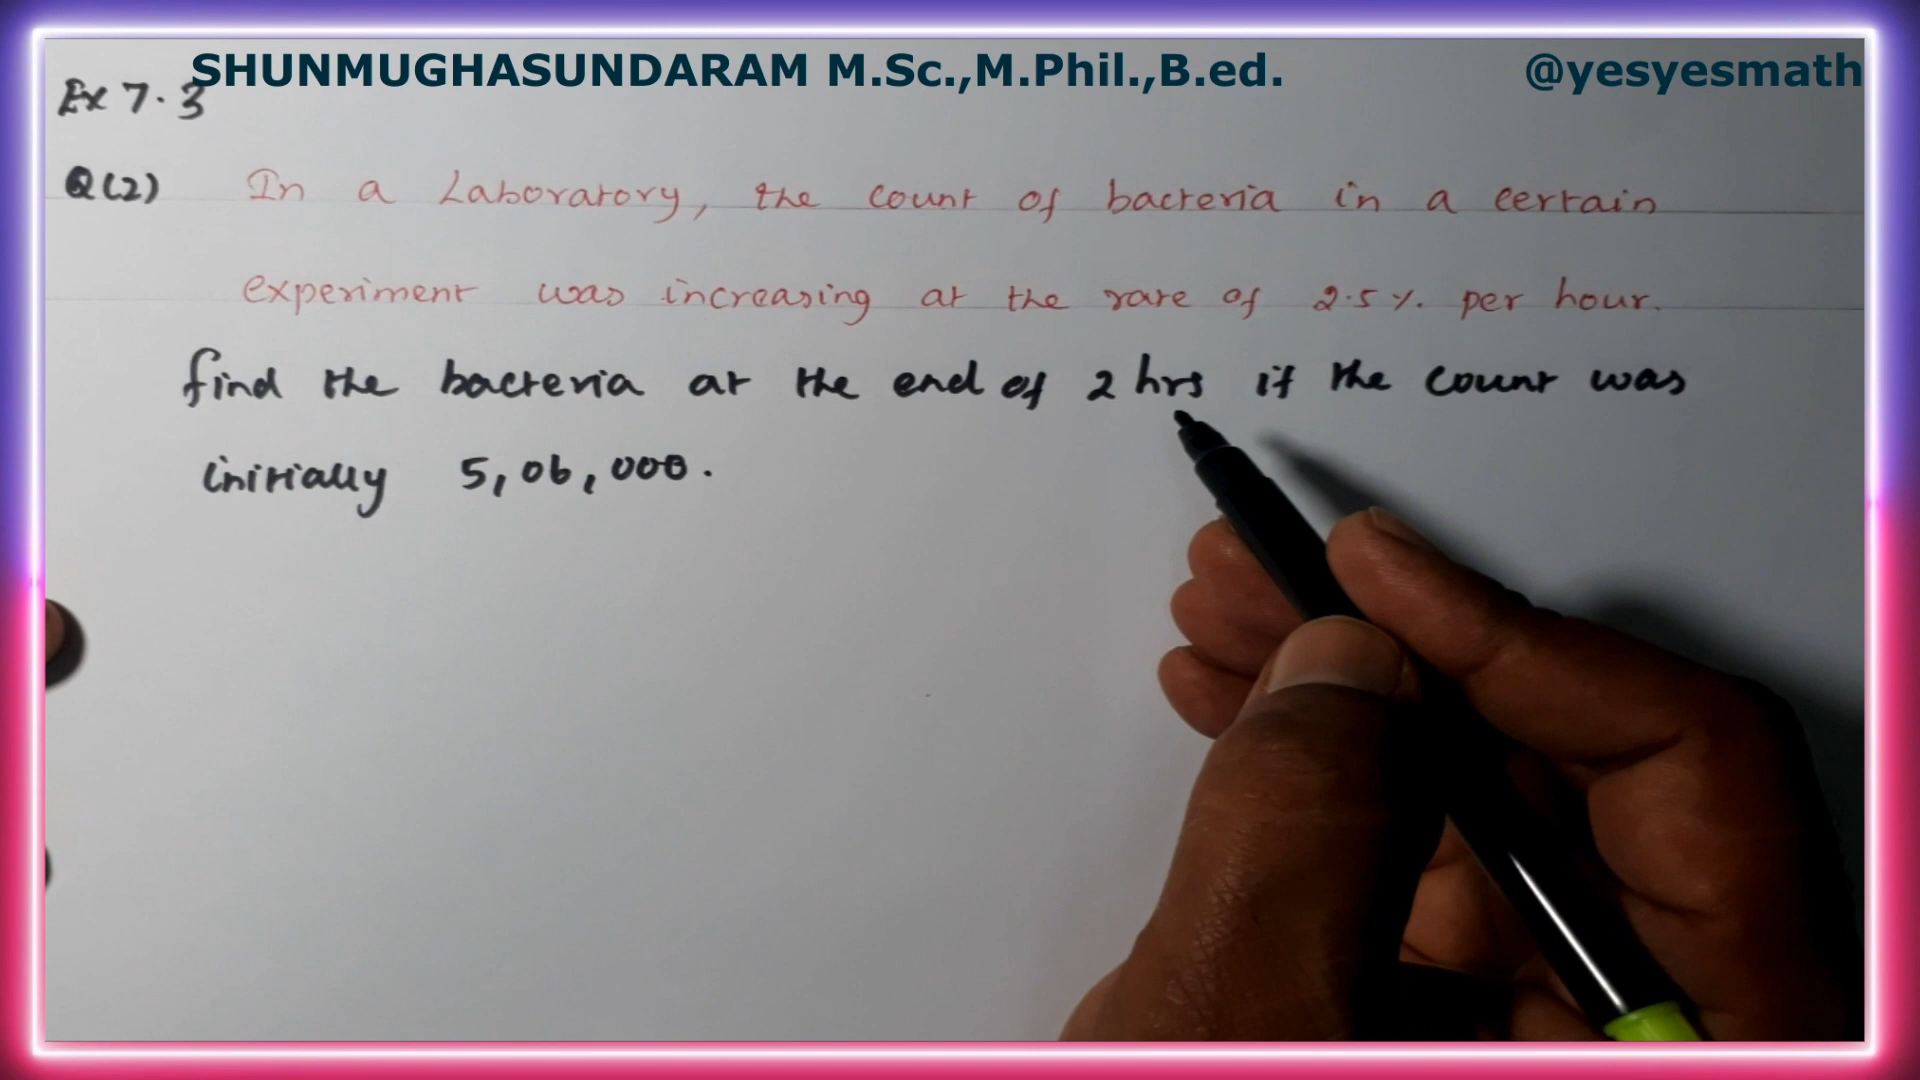 SHUNMUGHASUNDARAM M.Sc.,M.Phil.,B.ed.
@yesyesmath
Ex 7.3
Q(2) In a Laboratory, the count of bacteria in a certain
experiment was increasing at the rate of 2.5%. per hour.
find the bacteria at the end of 2 hrs if the count was
initially 5,06,000.